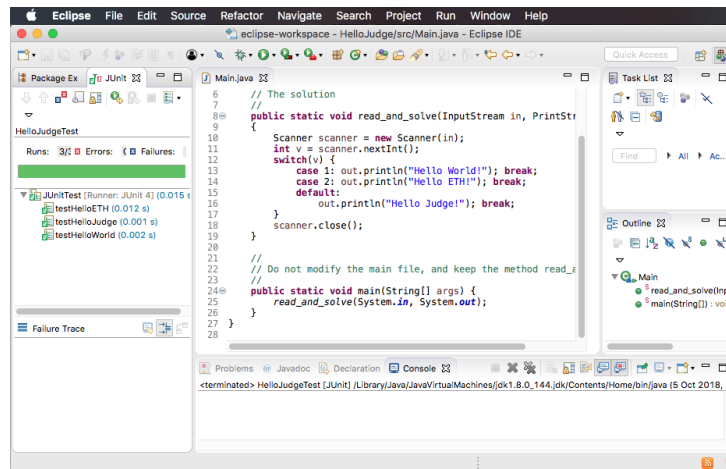 Eclipse File Edit Source Refactor Navigate Search Project Run Window Help
eclipse-workspace - HelloJudge/src/Main.java - Eclipse IDE
Quick Access
Package Ex JUnit
HelloJudgeTest
Runs: 3/3 Errors: 0 Failures:
JUnitTest [Runner: JUnit 4] (0.015 s
testHelloETH (0.012 s)
testHelloJudge (0.001 s)
testHelloWorld (0.002 s)
Failure Trace
Main.java
6 // The solution
7 //
8 public static void read_and_solve(InputStream in, PrintStr
9 {
10 Scanner scanner = new Scanner(in);
11 int v = scanner.nextInt();
12 switch(v) {
13 case 1: out.println("Hello World!"); break;
14 case 2: out.println("Hello ETH!"); break;
15 default:
16 out.println("Hello Judge!"); break;
17 }
18 scanner.close();
19 }
20
21 //
22 // Do not modify the main file, and keep the method read_a
23 //
24 public static void main(String[] args) {
25 read_and_solve(System.in, System.out);
26 }
27 }
28
Task List
Find All Ac...
Outline
Main
S read_and_solve(Inp
S main(String[]) : voi
Problems @ Javadoc Declaration Console
<terminated> HelloJudgeTest [JUnit] /Library/Java/JavaVirtualMachines/jdk1.8.0_144.jdk/Contents/Home/bin/java (5 Oct 2018,